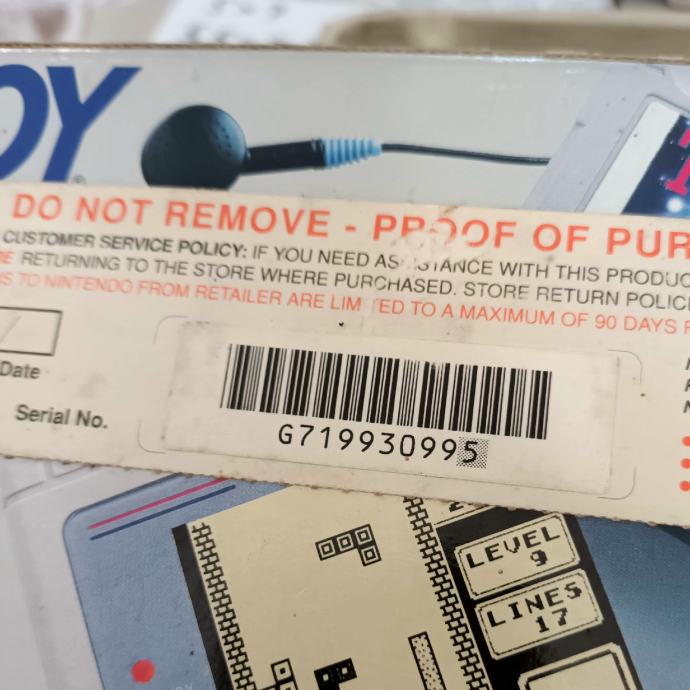 OY
DO NOT REMOVE - PROOF OF PUR
CUSTOMER SERVICE POLICY: IF YOU NEED ASSISTANCE WITH THIS PRODUC
RE RETURNING TO THE STORE WHERE PURCHASED. STORE RETURN POLIC
NS TO NINTENDO FROM RETAILER ARE LIMITED TO A MAXIMUM OF 90 DAYS F
Date
Serial No.
G719930995
LEVEL
9
LINES
17